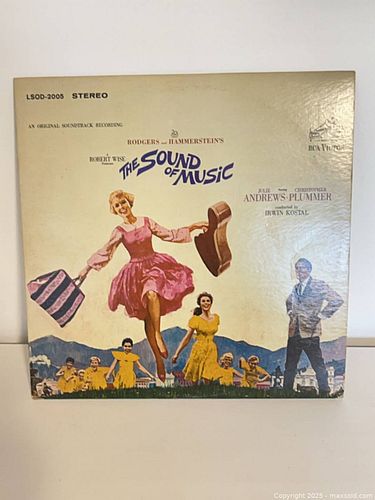 LSOD-2005 STEREO
AN ORIGINAL SOUNDTRACK RECORDING
RODGERS AND HAMMERSTEIN'S
ROBERT WISE
THE SOUND
OF MUSIC
RCA VICTOR
JULIE CHRISTOPHER
ANDREWS · PLUMMER
conducted by
IRWIN KOSTAL
Copyright 2025 - maxsold.com